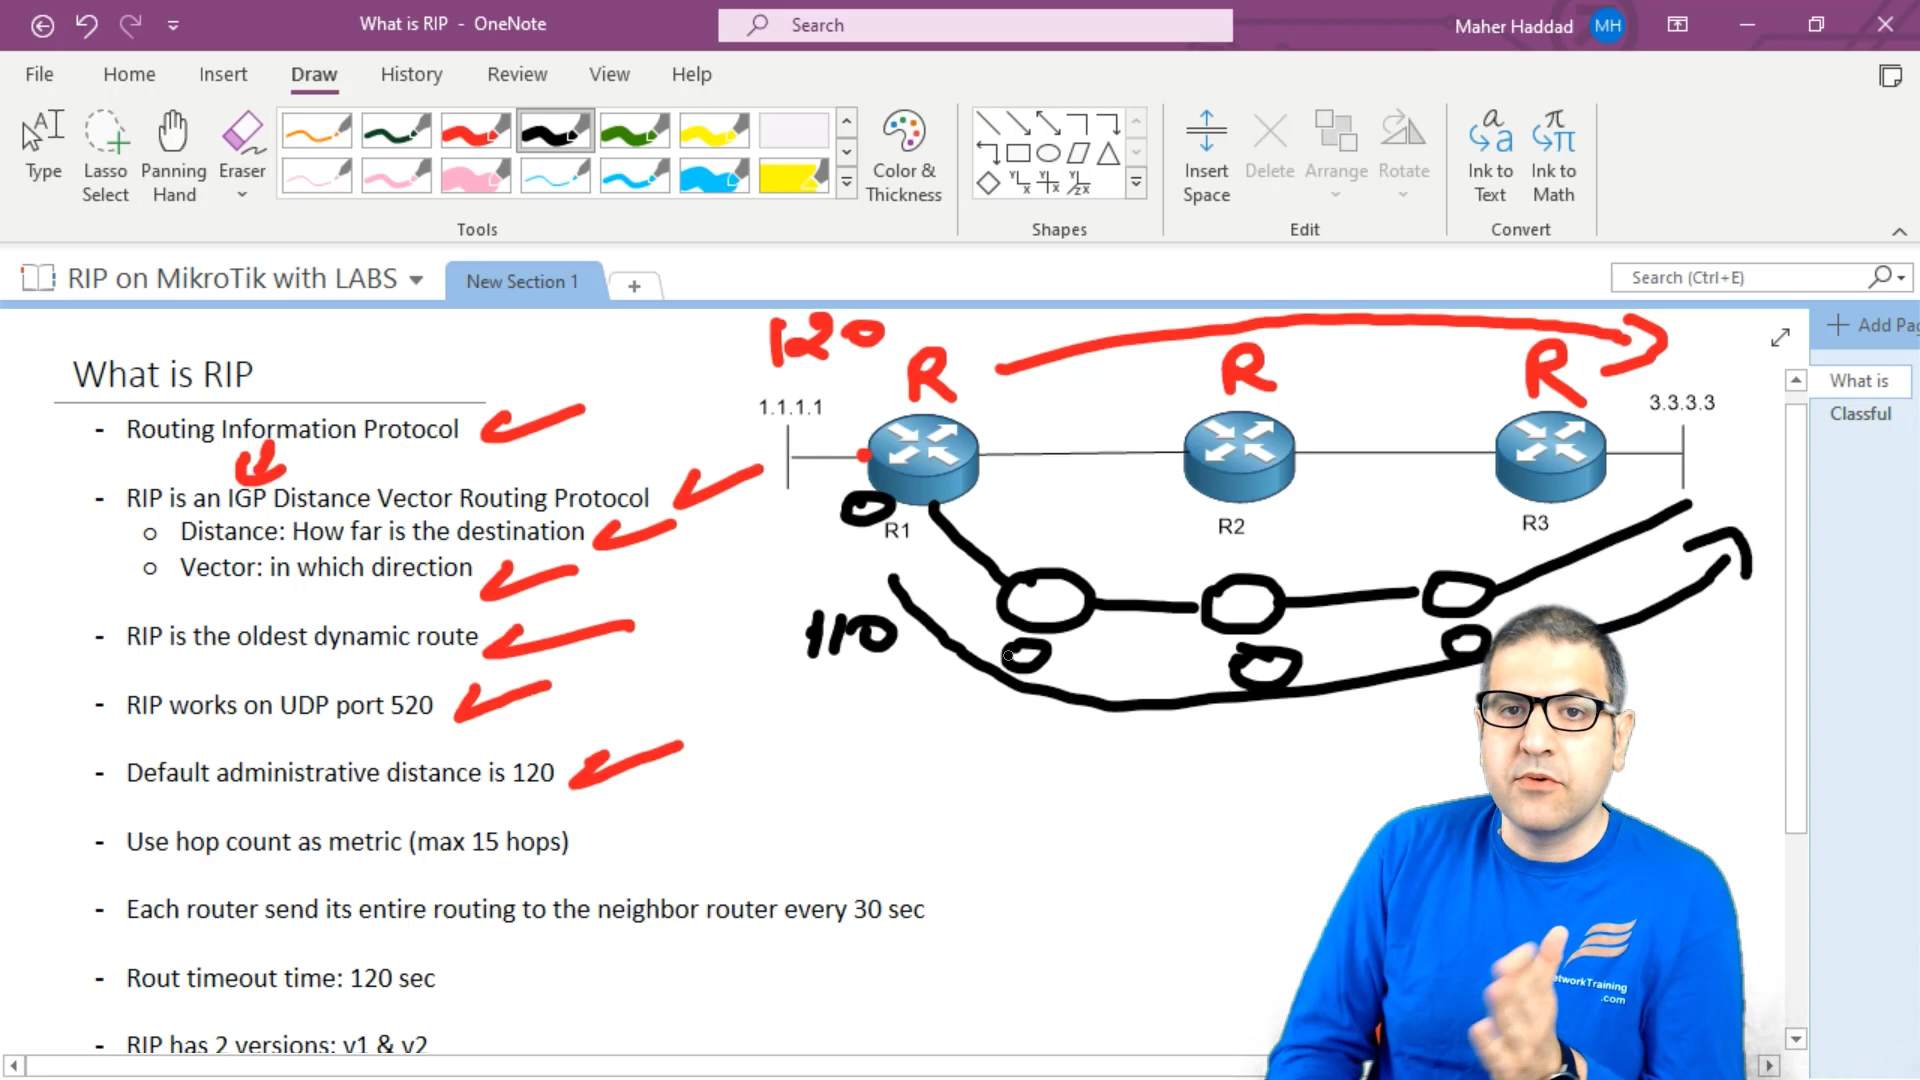 What is RIP - OneNote
Search
Maher Haddad
MH
File
Home
Insert
Draw
History
Review
View
Help
Type
Lasso
Select
Panning
Hand
Eraser
Color &
Thickness
Insert
Space
Delete
Arrange
Rotate
Ink to
Text
Ink to
Math
Tools
Shapes
Edit
Convert
RIP on MikroTik with LABS
New Section 1
Search (Ctrl+E)
Add Pag
What is
Classful
What is RIP
- Routing Information Protocol
- RIP is an IGP Distance Vector Routing Protocol
o Distance: How far is the destination
o Vector: in which direction
- RIP is the oldest dynamic route
- RIP works on UDP port 520
- Default administrative distance is 120
- Use hop count as metric (max 15 hops)
- Each router send its entire routing to the neighbor router every 30 sec
- Rout timeout time: 120 sec
- RIP has 2 versions: v1 & v2
120
R
R
R
1.1.1.1
3.3.3.3
R1
R2
R3
O
110
O
O
O
etworkTraining
.com